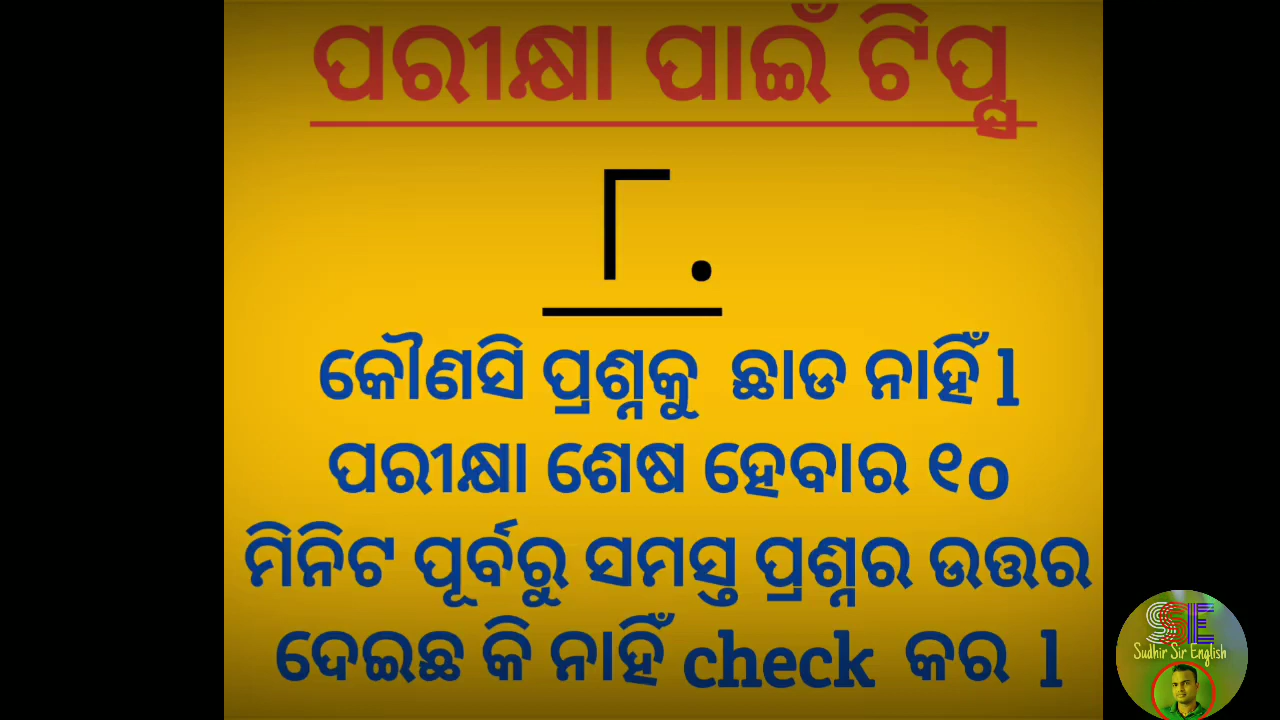 ପରୀକ୍ଷା ପାଇଁ ଟିପ୍ସ
୮.
କୌଣସି ପ୍ରଶ୍ନକୁ ଛାଡ ନାହିଁ l
ପରୀକ୍ଷା ଶେଷ ହେବାର ୧୦
ମିନିଟ ପୂର୍ବରୁ ସମସ୍ତ ପ୍ରଶ୍ନର ଉତ୍ତର
ଦେଇଛ କି ନାହିଁ check କର l
SSE
Sudhir Sir English